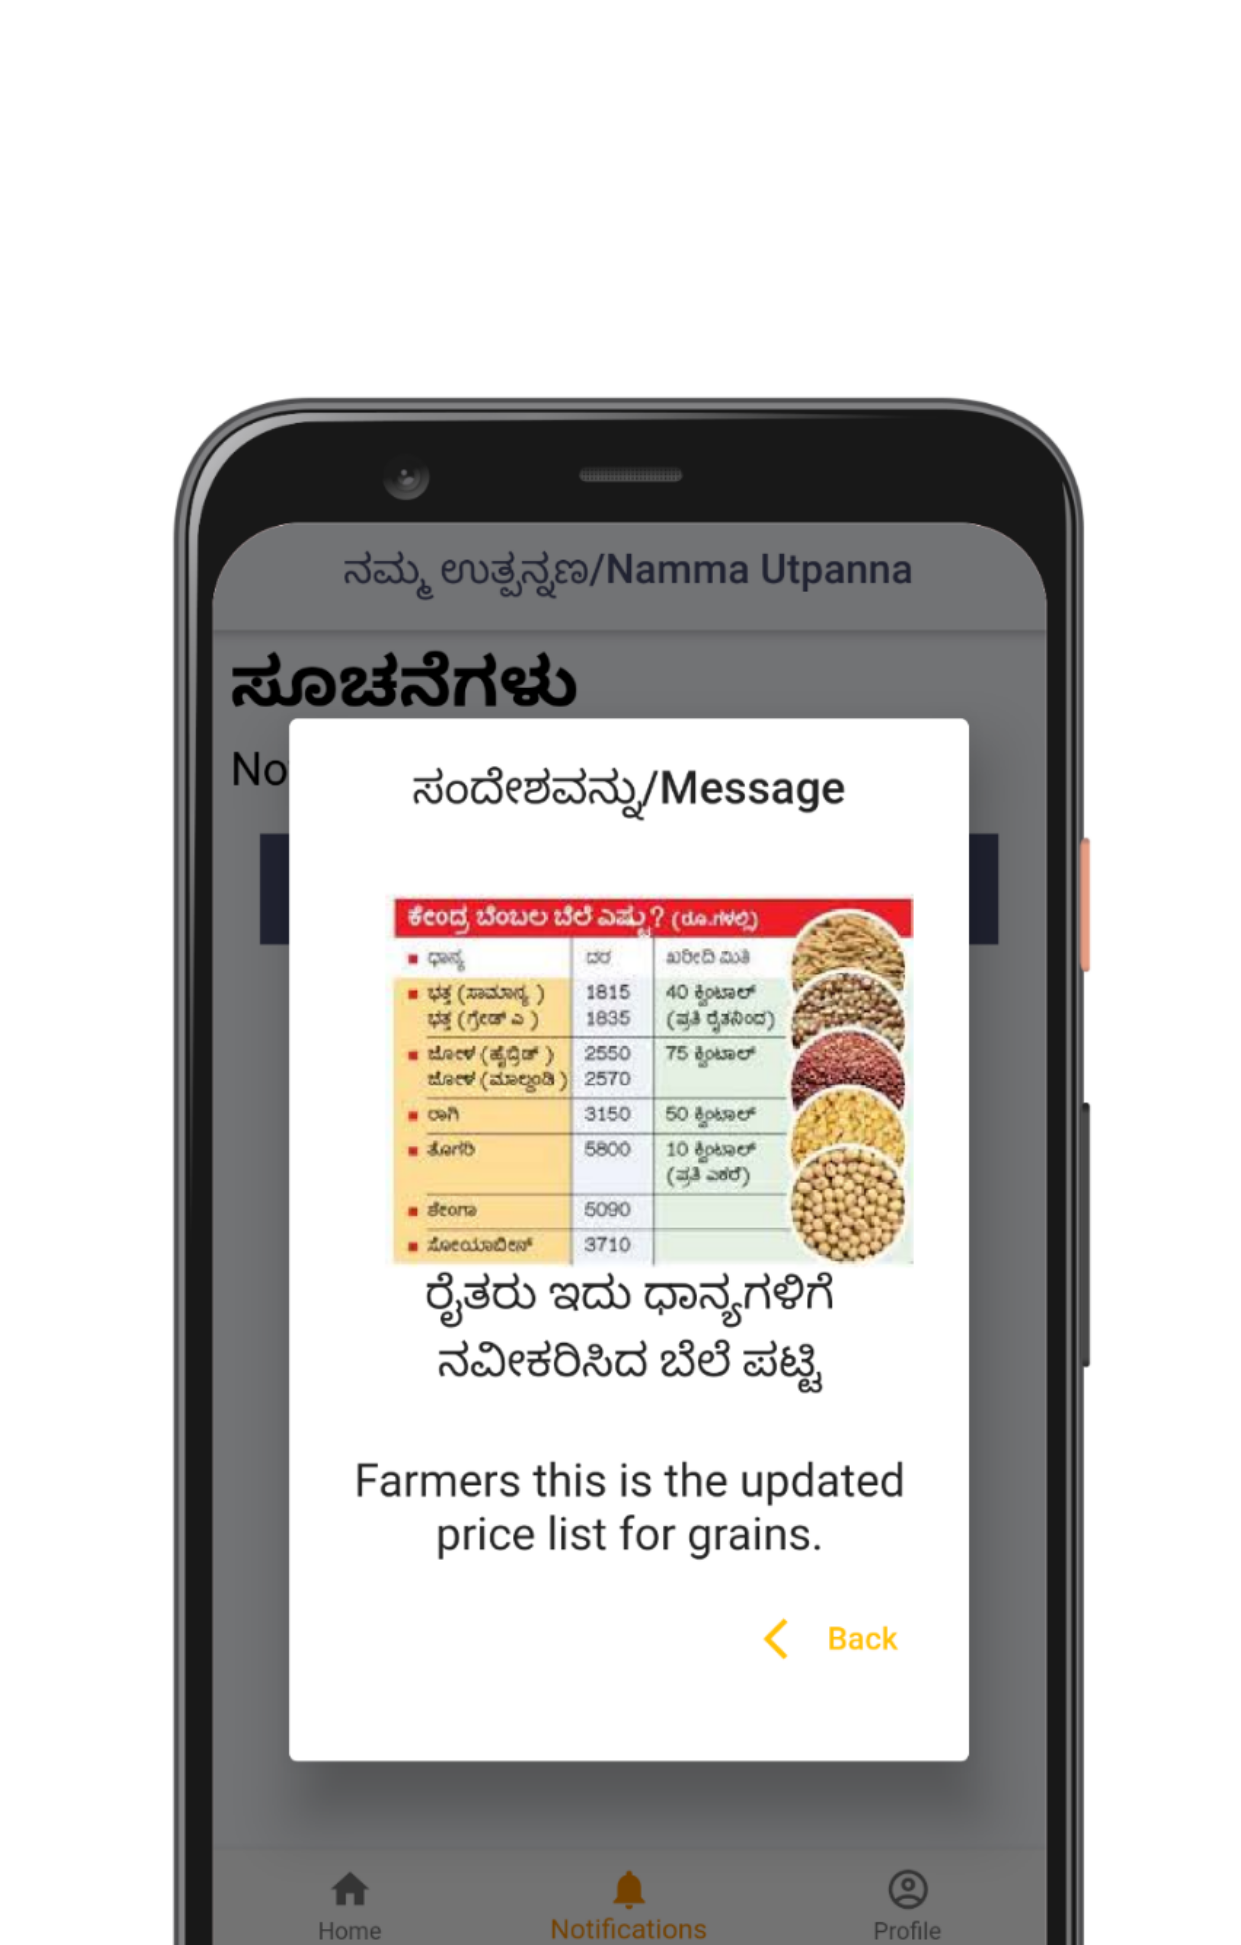 ನಮ್ಮ ಉತ್ಪನ್ನಣ/Namma Utpanna
ಸೂಚನೆಗಳು
No
ಸಂದೇಶವನ್ನು/Message
ಕೇಂದ್ರ ಬೆಂಬಲ ಬೆಲೆ ಎಷ್ಟು? (ರೂ.ಗಳಲ್ಲಿ)
ಧಾನ್ಯ ದರ ಖರೀದಿ ಮಿತಿ
ಭತ್ತ (ಸಾಮಾನ್ಯ ) 1815 40 ಕ್ವಿಂಟಾಲ್
ಭತ್ತ (ಗ್ರೇಡ್ ಎ ) 1835 (ಪ್ರತಿ ರೈತನಿಂದ)
ಜೋಳ (ಹೈಬ್ರಿಡ್ ) 2550 75 ಕ್ವಿಂಟಾಲ್
ಜೋಳ (ಮಾಲ್ದಂಡಿ ) 2570
ರಾಗಿ 3150 50 ಕ್ವಿಂಟಾಲ್
ತೊಗರಿ 5800 10 ಕ್ವಿಂಟಾಲ್
(ಪ್ರತಿ ಎಕರೆ)
ಶೇಂಗಾ 5090
ಸೋಯಾಬೀನ್ 3710
ರೈತರು ಇದು ಧಾನ್ಯಗಳಿಗೆ
ನವೀಕರಿಸಿದ ಬೆಲೆ ಪಟ್ಟಿ
Farmers this is the updated
price list for grains.
Back
Home Notifications Profile